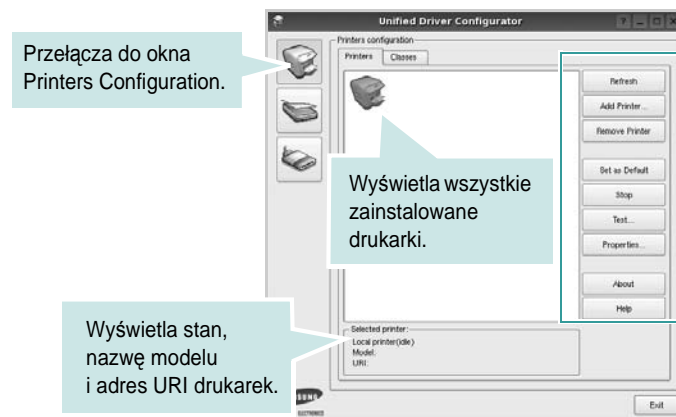 Unified Driver Configurator
Przełącza do okna
Printers Configuration.
Printers configuration
Printers
Classes
Refresh
Add Printer...
Remove Printer
Set as Default
Stop
Test...
Properties...
About
Help
Wyświetla wszystkie
zainstalowane
drukarki.
Wyświetla stan,
nazwę modelu
i adres URI drukarek.
Selected printer:
Local printer(idle)
Model:
URI:
ELECTRONICS
Exit